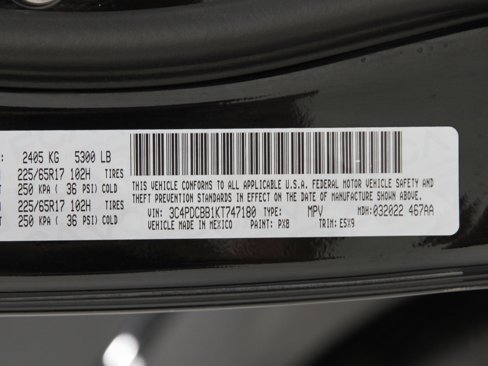 : 2405 KG 5300 LB
225/65R17 102H TIRES
250 KPA ( 36 PSI) COLD
225/65R17 102H TIRES
250 KPA ( 36 PSI) COLD
THIS VEHICLE CONFORMS TO ALL APPLICABLE U.S.A. FEDERAL MOTOR VEHICLE SAFETY AND
THEFT PREVENTION STANDARDS IN EFFECT ON THE DATE OF MANUFACTURE SHOWN ABOVE.
VIN: 3C4PDCBB1KT747180 TYPE: MPV MDH:032022 467AA
VEHICLE MADE IN MEXICO PAINT: PX8 TRIM: E5X9